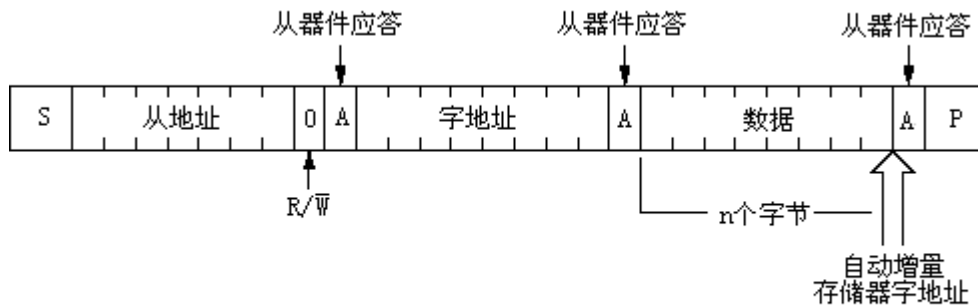 从器件应答 从器件应答 从器件应答
S 从地址 0 A 字地址 A 数据 A P
R/W̅
n个字节
自动增量
存储器字地址